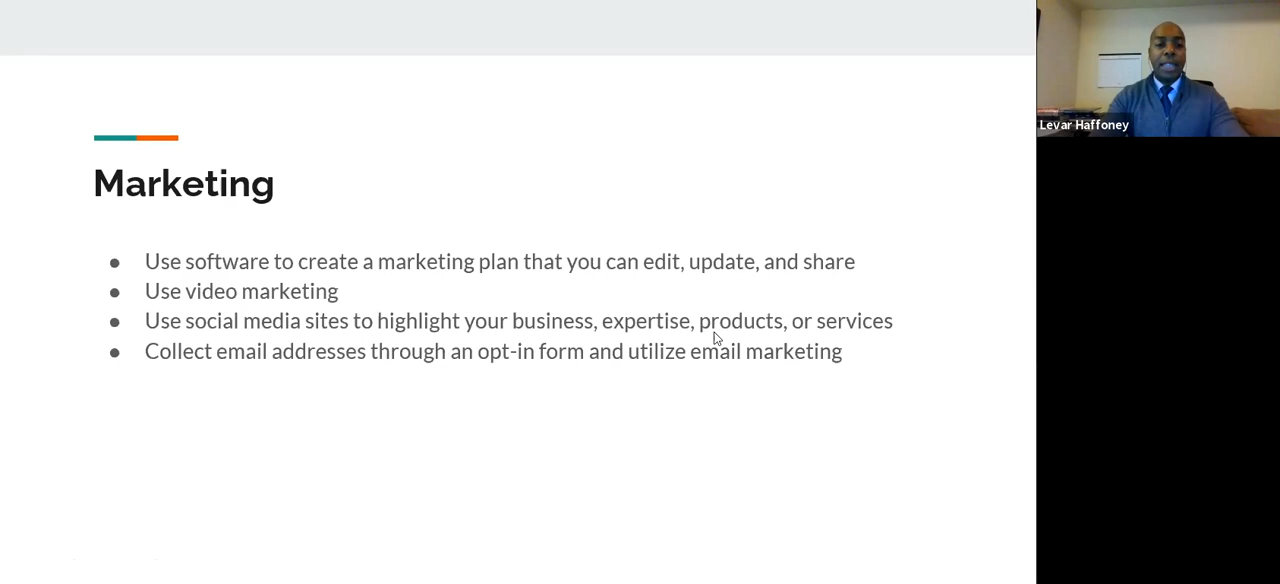 Marketing
● Use software to create a marketing plan that you can edit, update, and share
● Use video marketing
● Use social media sites to highlight your business, expertise, products, or services
● Collect email addresses through an opt-in form and utilize email marketing
Levar Haffoney